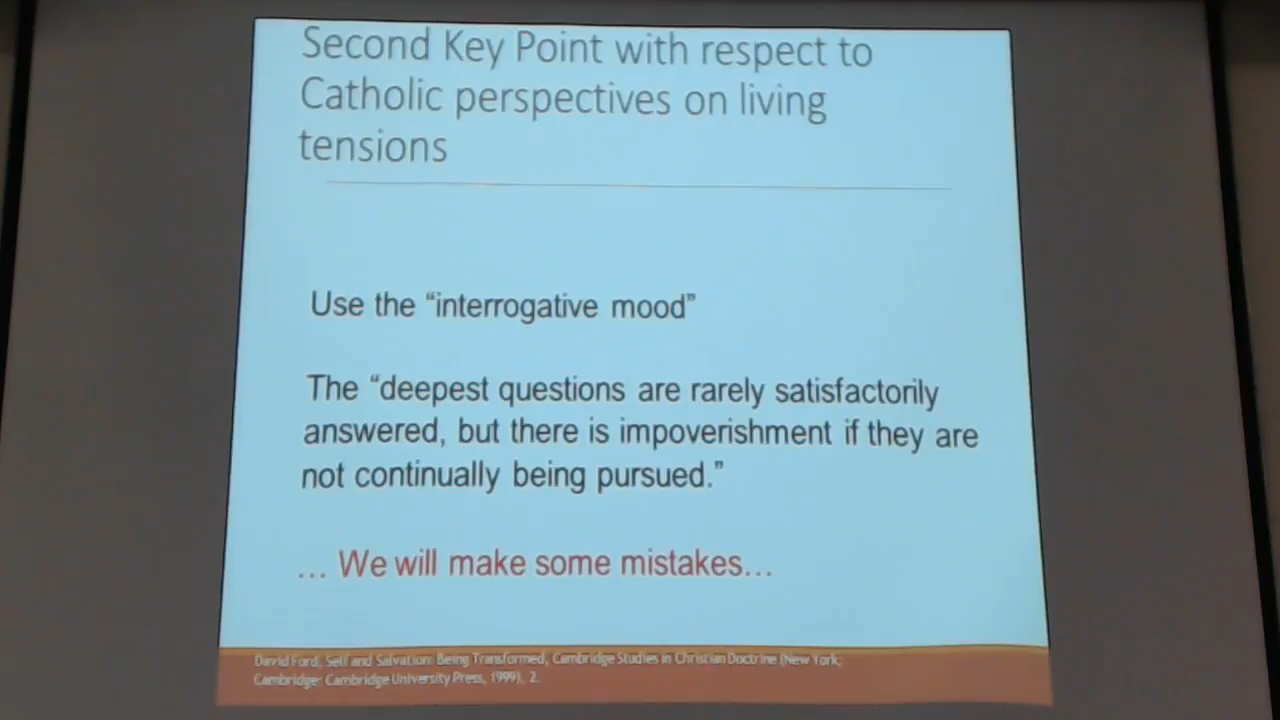 Second Key Point with respect to
Catholic perspectives on living
tensions
Use the “interrogative mood”
The “deepest questions are rarely satisfactorily
answered, but there is impoverishment if they are
not continually being pursued.”
... We will make some mistakes...
David Ford, Self and Salvation: Being Transformed, Cambridge Studies in Christian Doctrine (New York;
Cambridge: Cambridge University Press, 1999), 2.